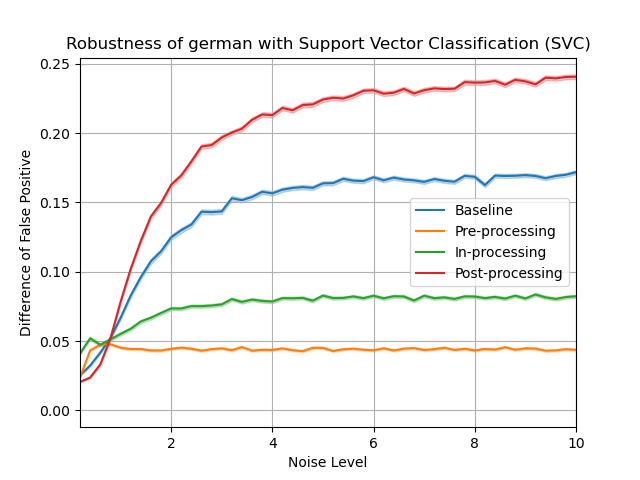 Robustness of german with Support Vector Classification (SVC)
0.25
0.20
0.15
0.10
0.05
0.00
Difference of False Positive
Baseline
Pre-processing
In-processing
Post-processing
2 4 6 8 10
Noise Level